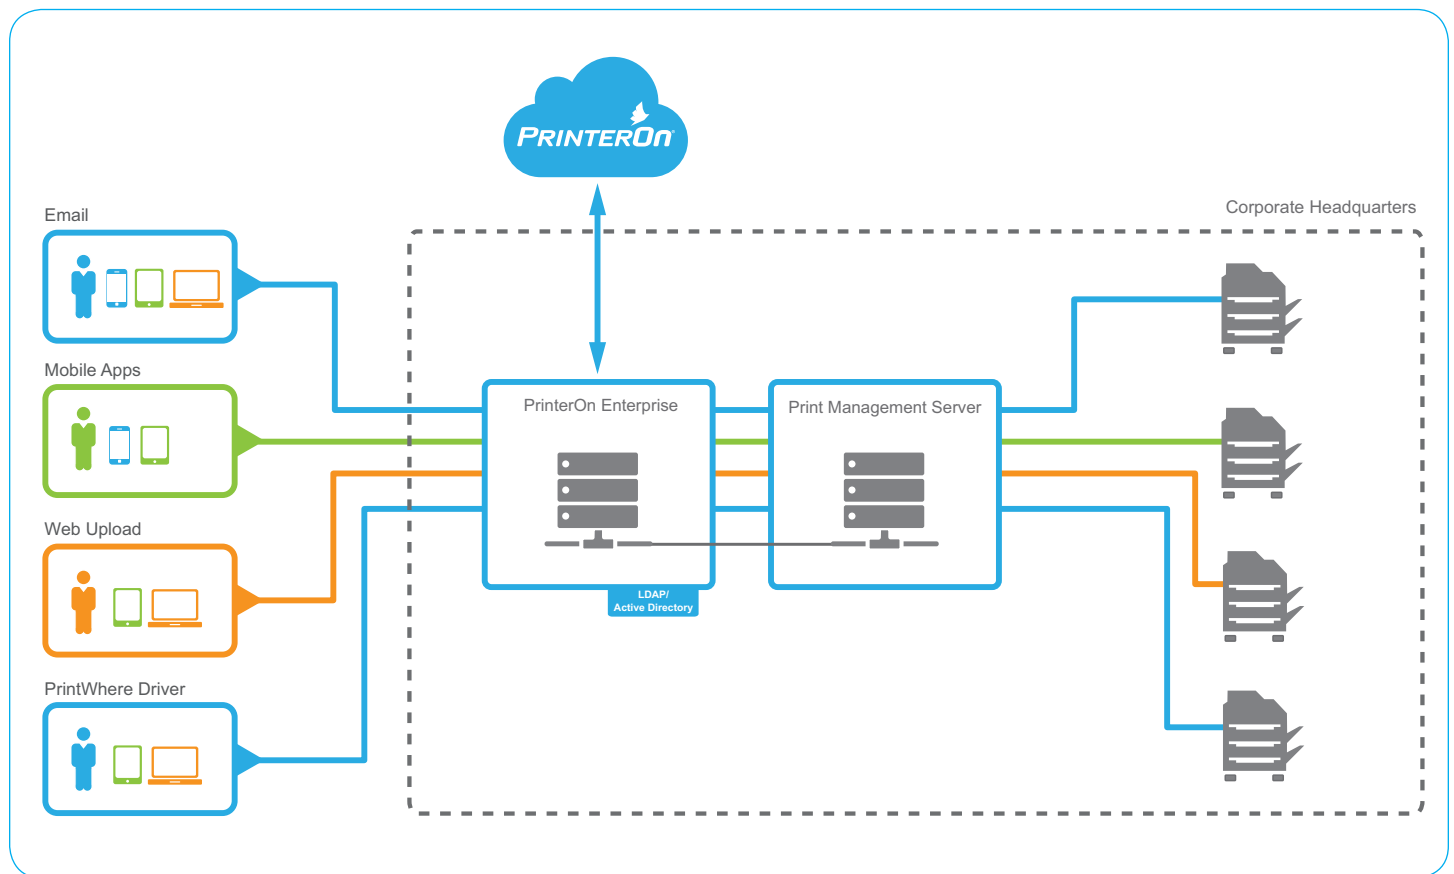 PRINTERON
Email
Corporate Headquarters
Mobile Apps
PrinterOn Enterprise
Print Management Server
Web Upload
LDAP/
Active Directory
PrintWhere Driver